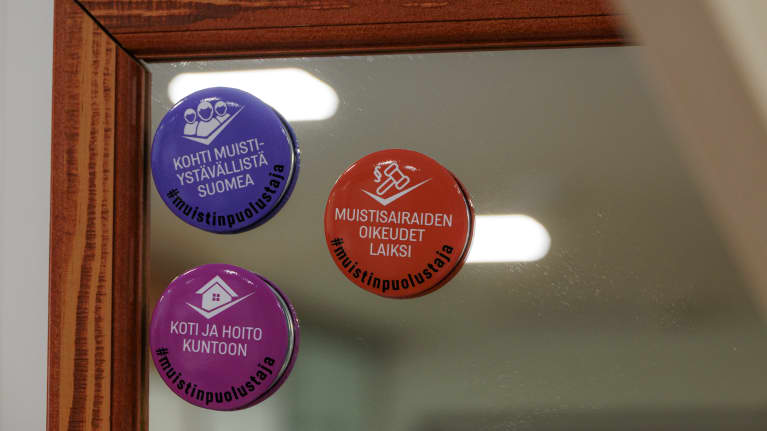 KOHTI MUISTI-
YSTÄVÄLLISTÄ
SUOMEA
#muistinpuolustaja
§
MUISTISAIRAIDEN
OIKEUDET
LAIKSI
#muistinpuolustaja
KOTI JA HOITO
KUNTOON
#muistinpuolustaja